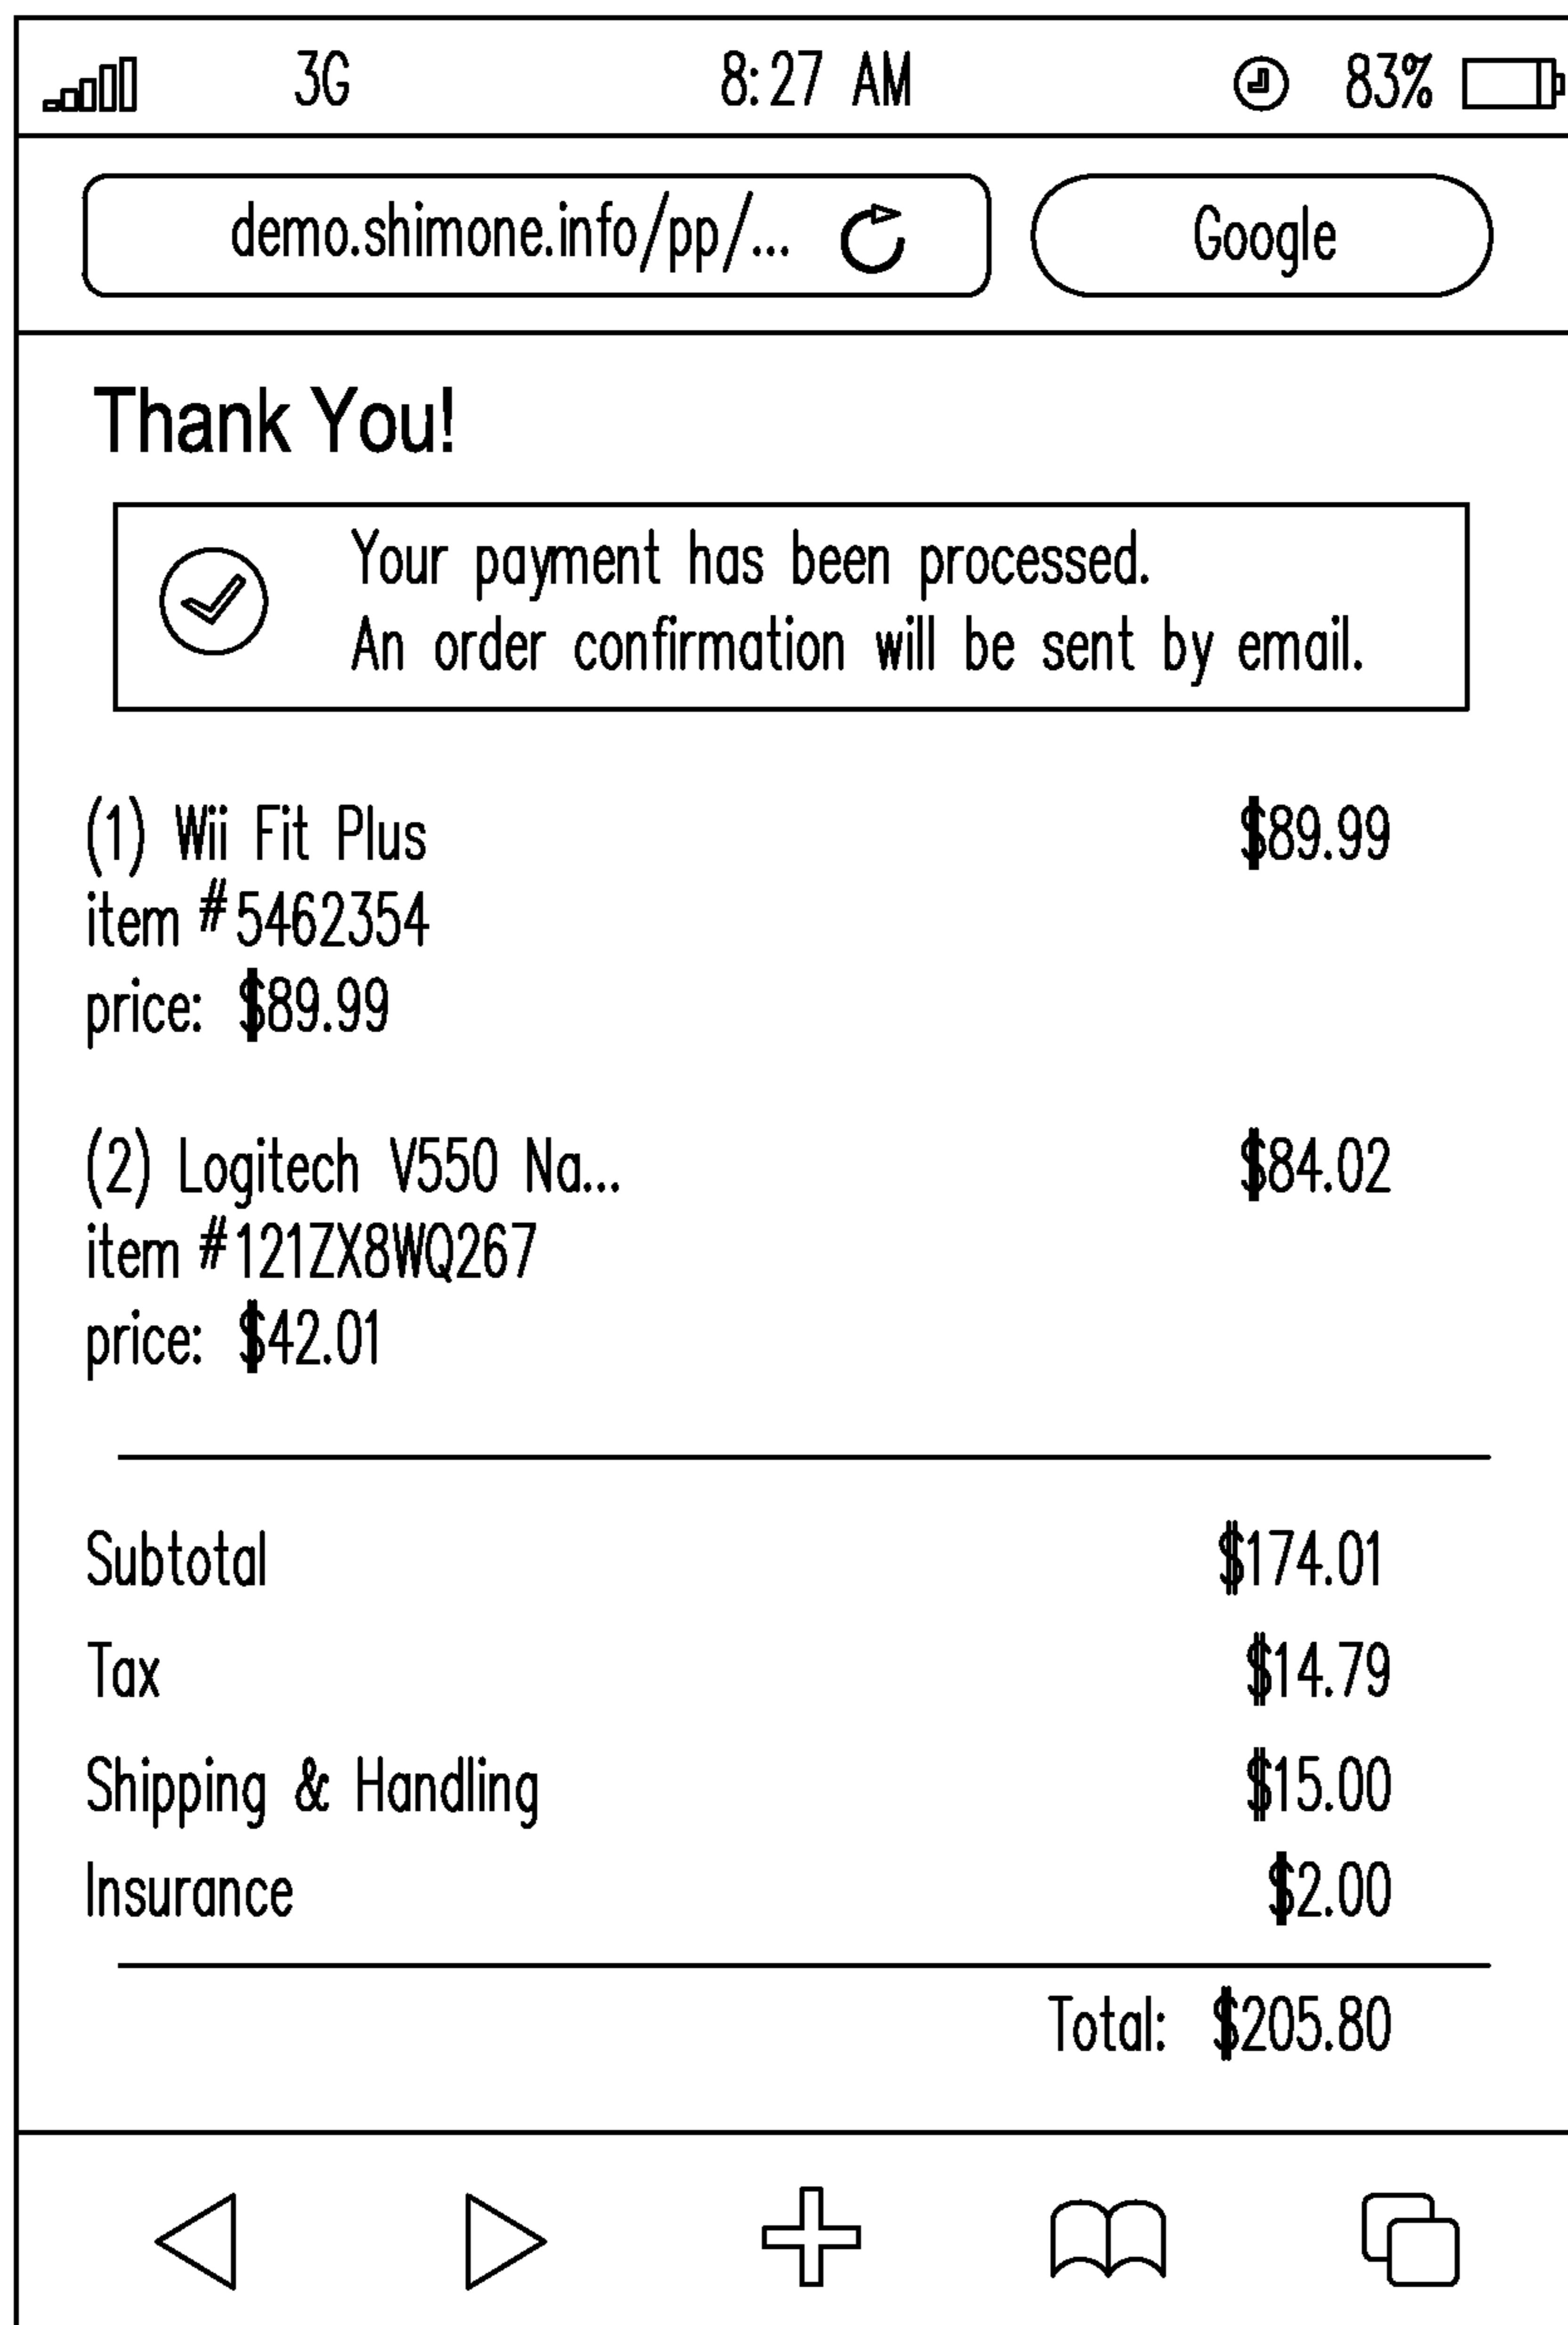 3G 8:27 AM 83%
demo.shimone.info/pp/... Google
Thank You!
Your payment has been processed.
An order confirmation will be sent by email.
(1) Wii Fit Plus $89.99
item #5462354
price: $89.99
(2) Logitech V550 Na... $84.02
item #121ZX8WQ267
price: $42.01
Subtotal $174.01
Tax $14.79
Shipping & Handling $15.00
Insurance $2.00
Total: $205.80